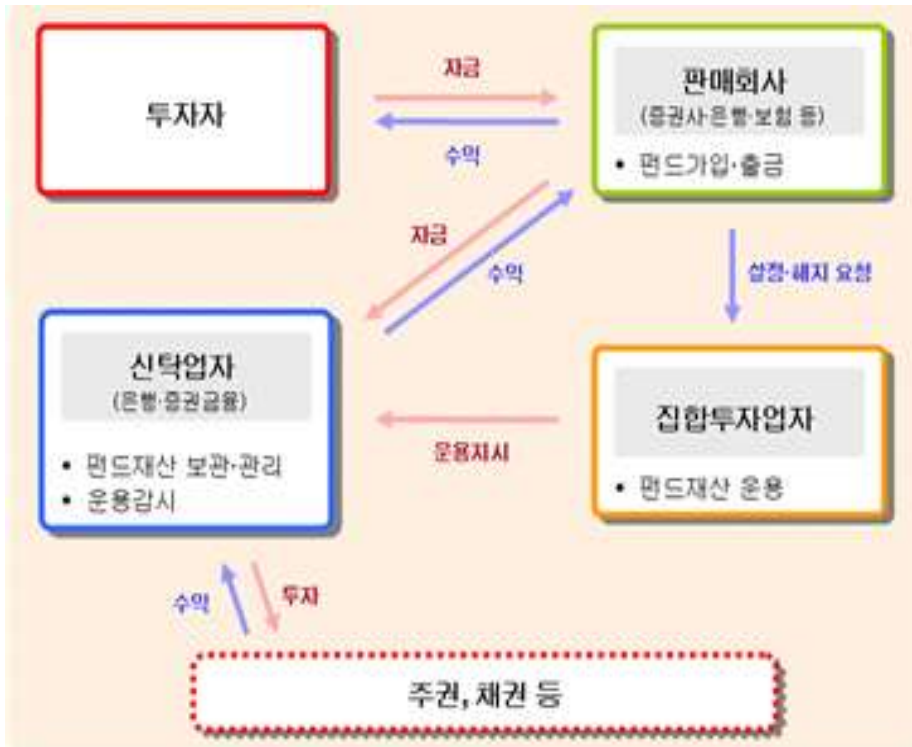 투자자
자금
수익
판매회사
(증권사·은행·보험 등)
• 펀드가입·출금
자금
수익
설정·해지 요청
신탁업자
(은행·증권금융)
• 펀드재산 보관·관리
• 운용감시
운용지시
집합투자업자
• 펀드재산 운용
수익
투자
주권, 채권 등